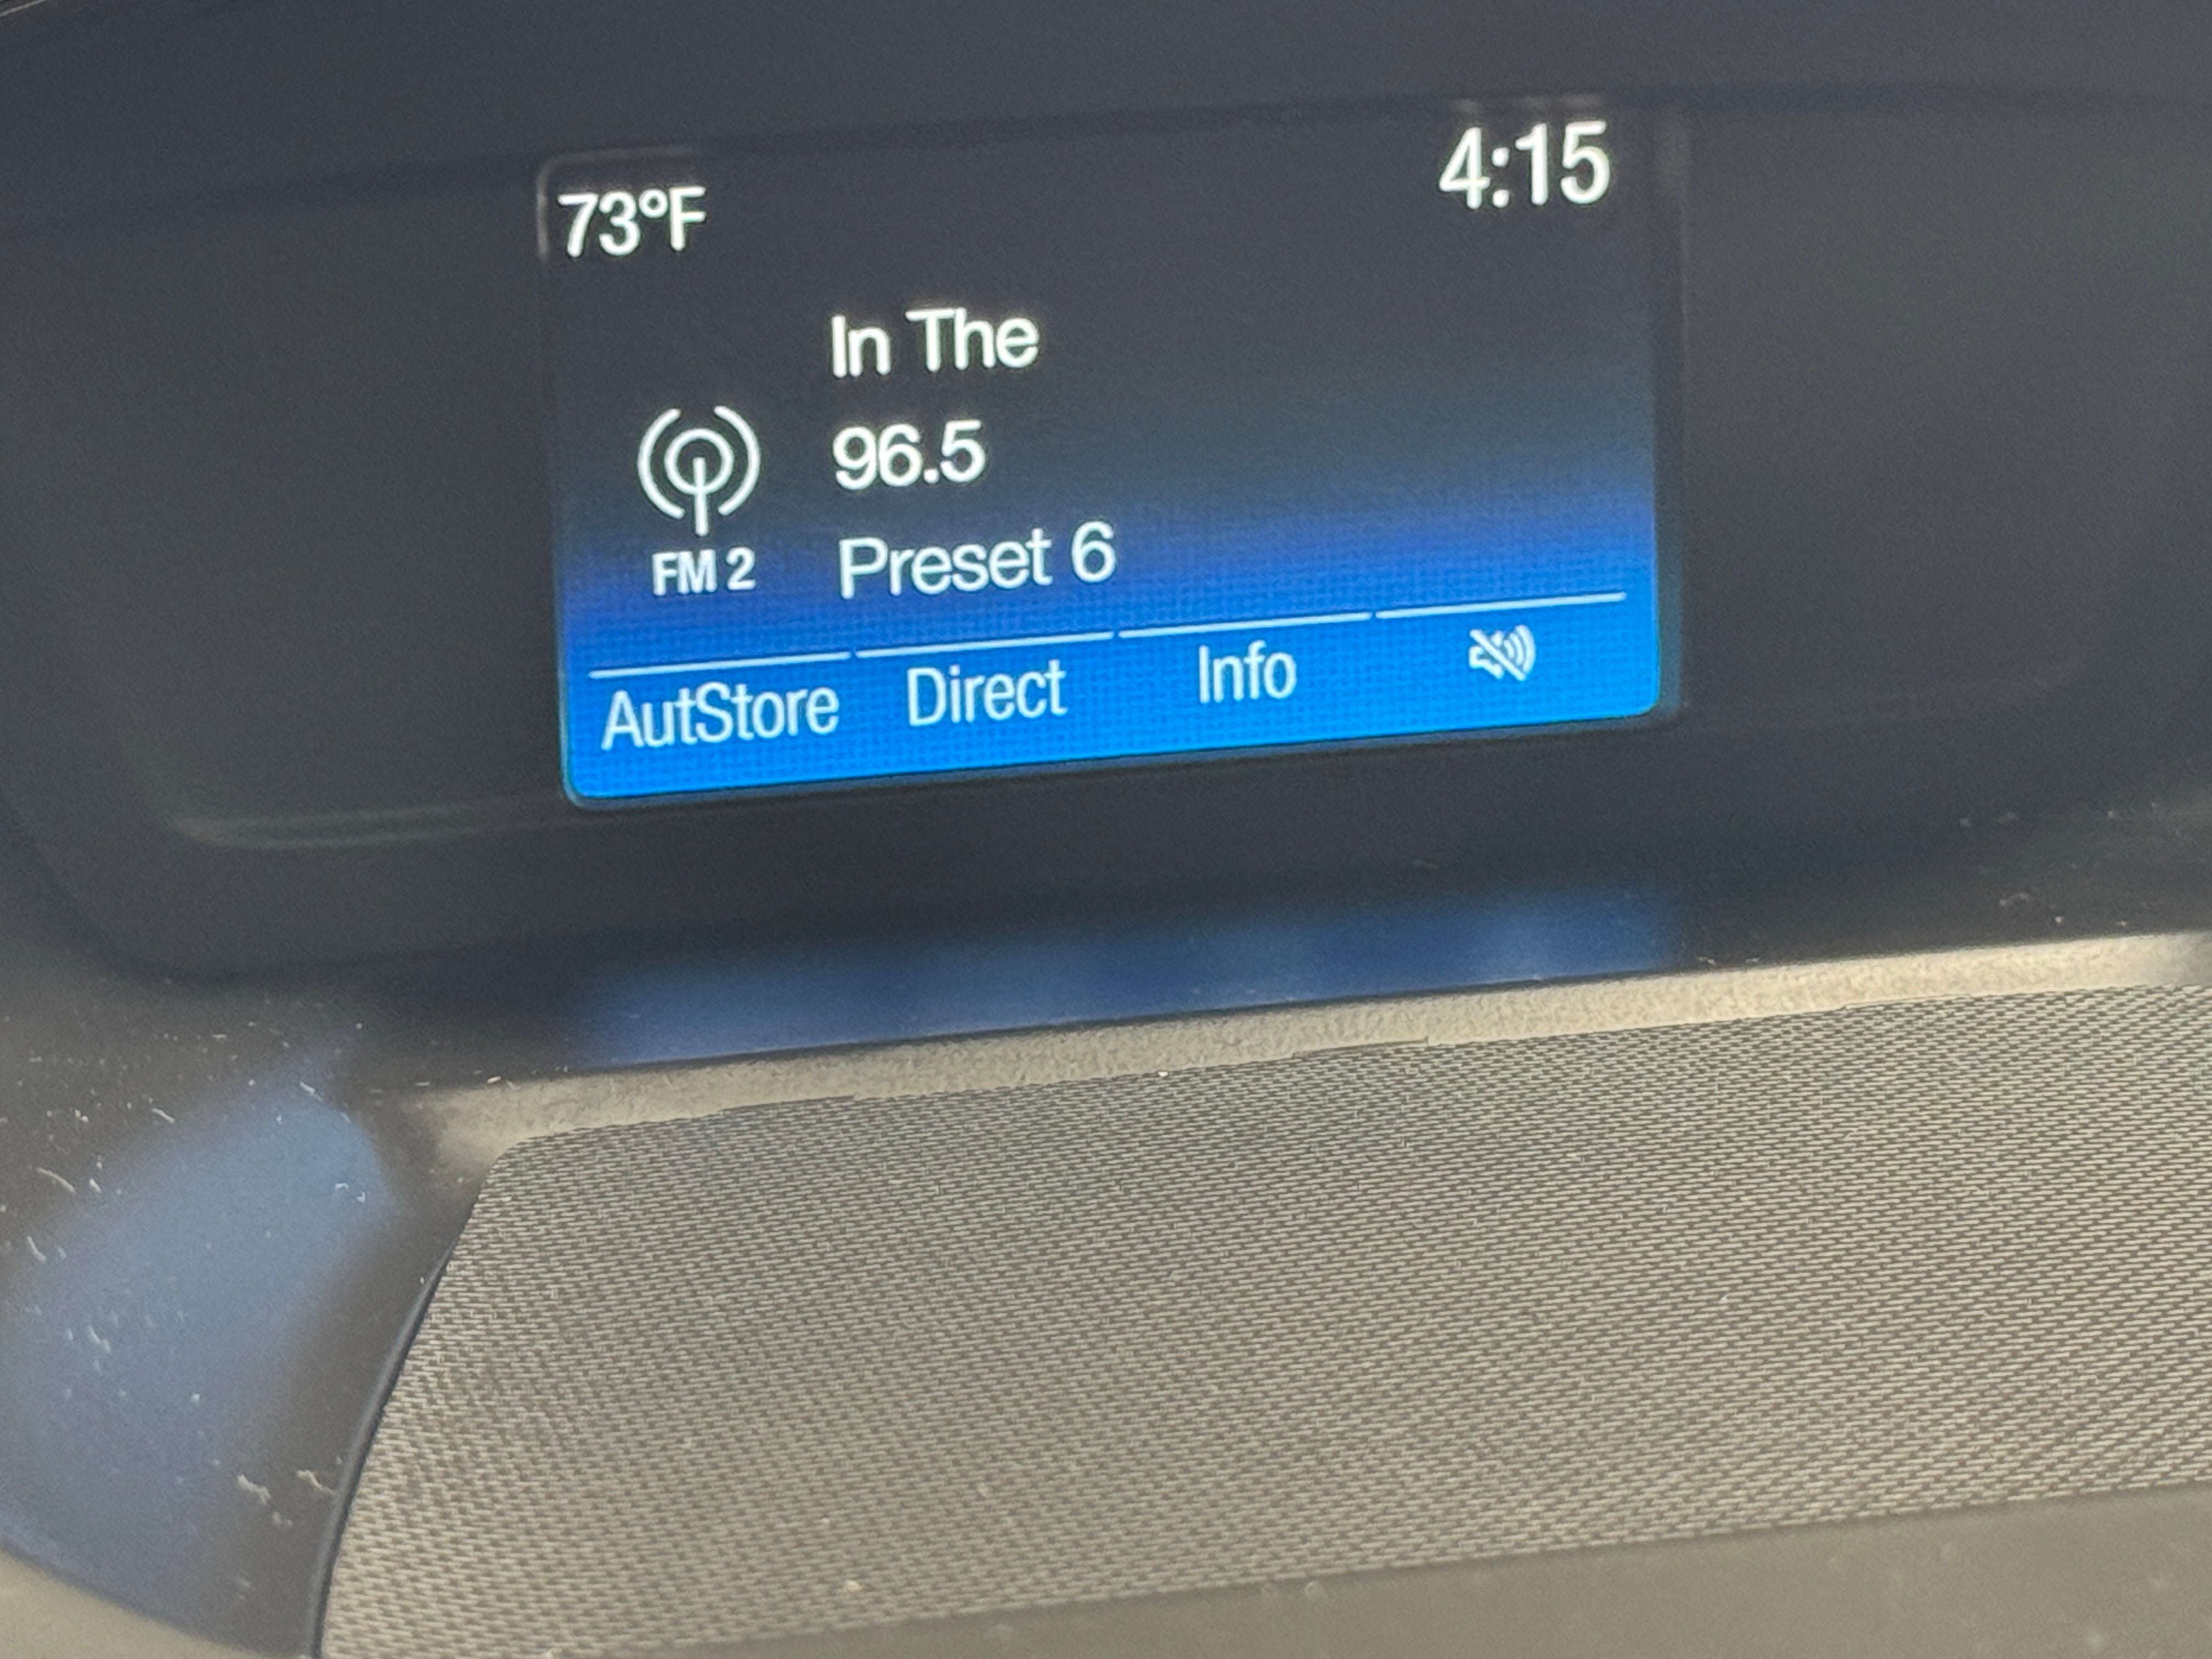 73°F 4:15
In The
96.5
FM 2 Preset 6
AutStore Direct Info